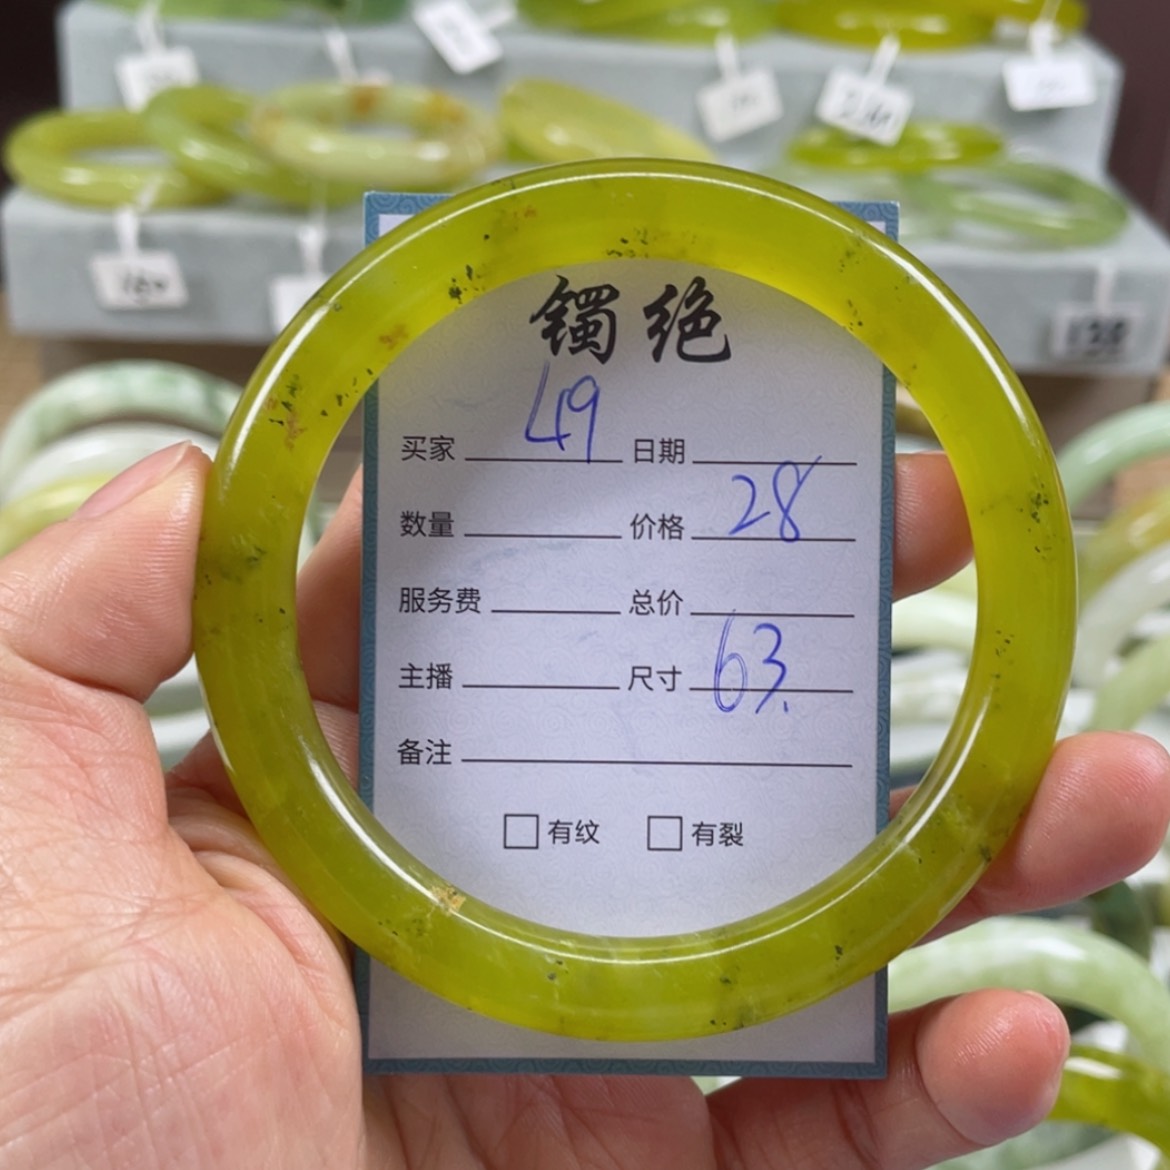 镯绝
买家 49 日期
数量 价格 28
服务费 总价
主播 尺寸 63.
备注
□有纹 □有裂